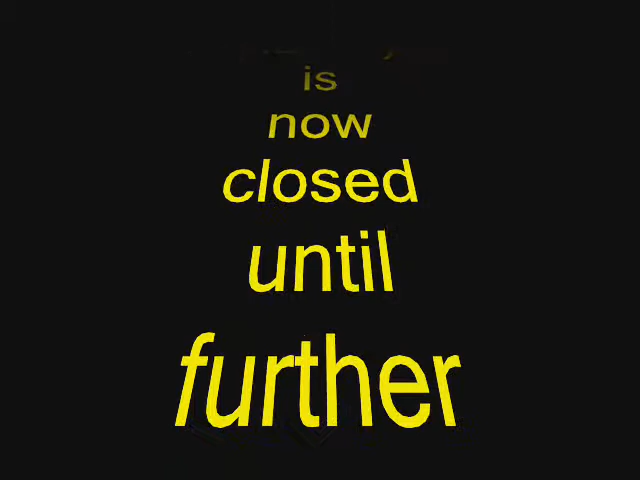 is
now
closed
until
further